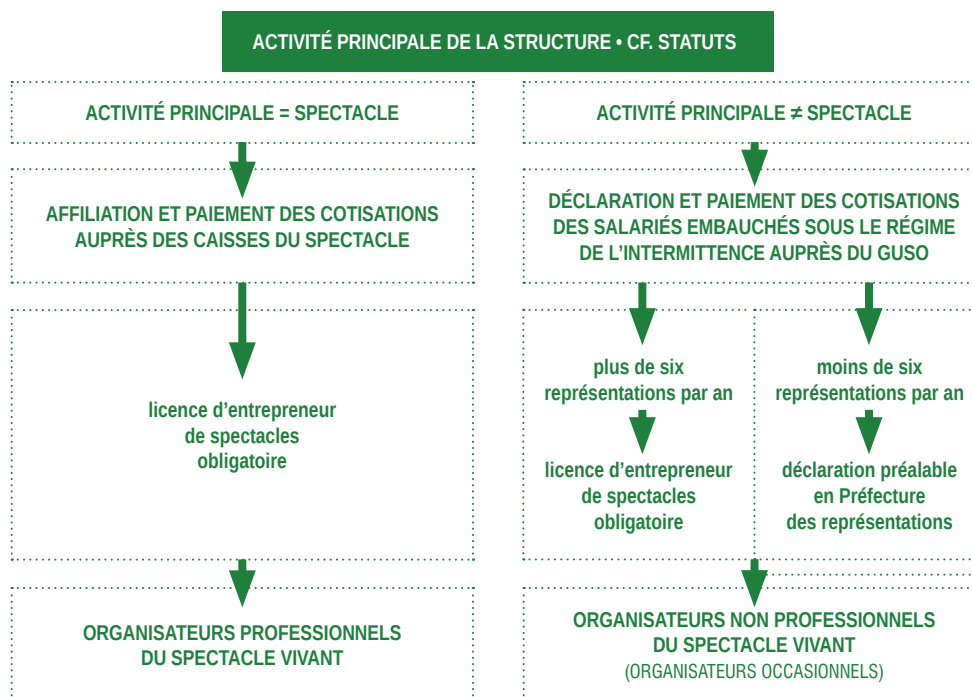 ACTIVITÉ PRINCIPALE DE LA STRUCTURE • CF. STATUTS
ACTIVITÉ PRINCIPALE = SPECTACLE
AFFILIATION ET PAIEMENT DES COTISATIONS
AUPRÈS DES CAISSES DU SPECTACLE
licence d’entrepreneur
de spectacles
obligatoire
ORGANISATEURS PROFESSIONNELS
DU SPECTACLE VIVANT
ACTIVITÉ PRINCIPALE ≠ SPECTACLE
DÉCLARATION ET PAIEMENT DES COTISATIONS
DES SALARIÉS EMBAUCHÉS SOUS LE RÉGIME
DE L’INTERMITTENCE AUPRÈS DU GUSO
plus de six
représentations par an
licence d’entrepreneur
de spectacles
obligatoire
moins de six
représentations par an
déclaration préalable
en Préfecture
des représentations
ORGANISATEURS NON PROFESSIONNELS
DU SPECTACLE VIVANT
(ORGANISATEURS OCCASIONNELS)